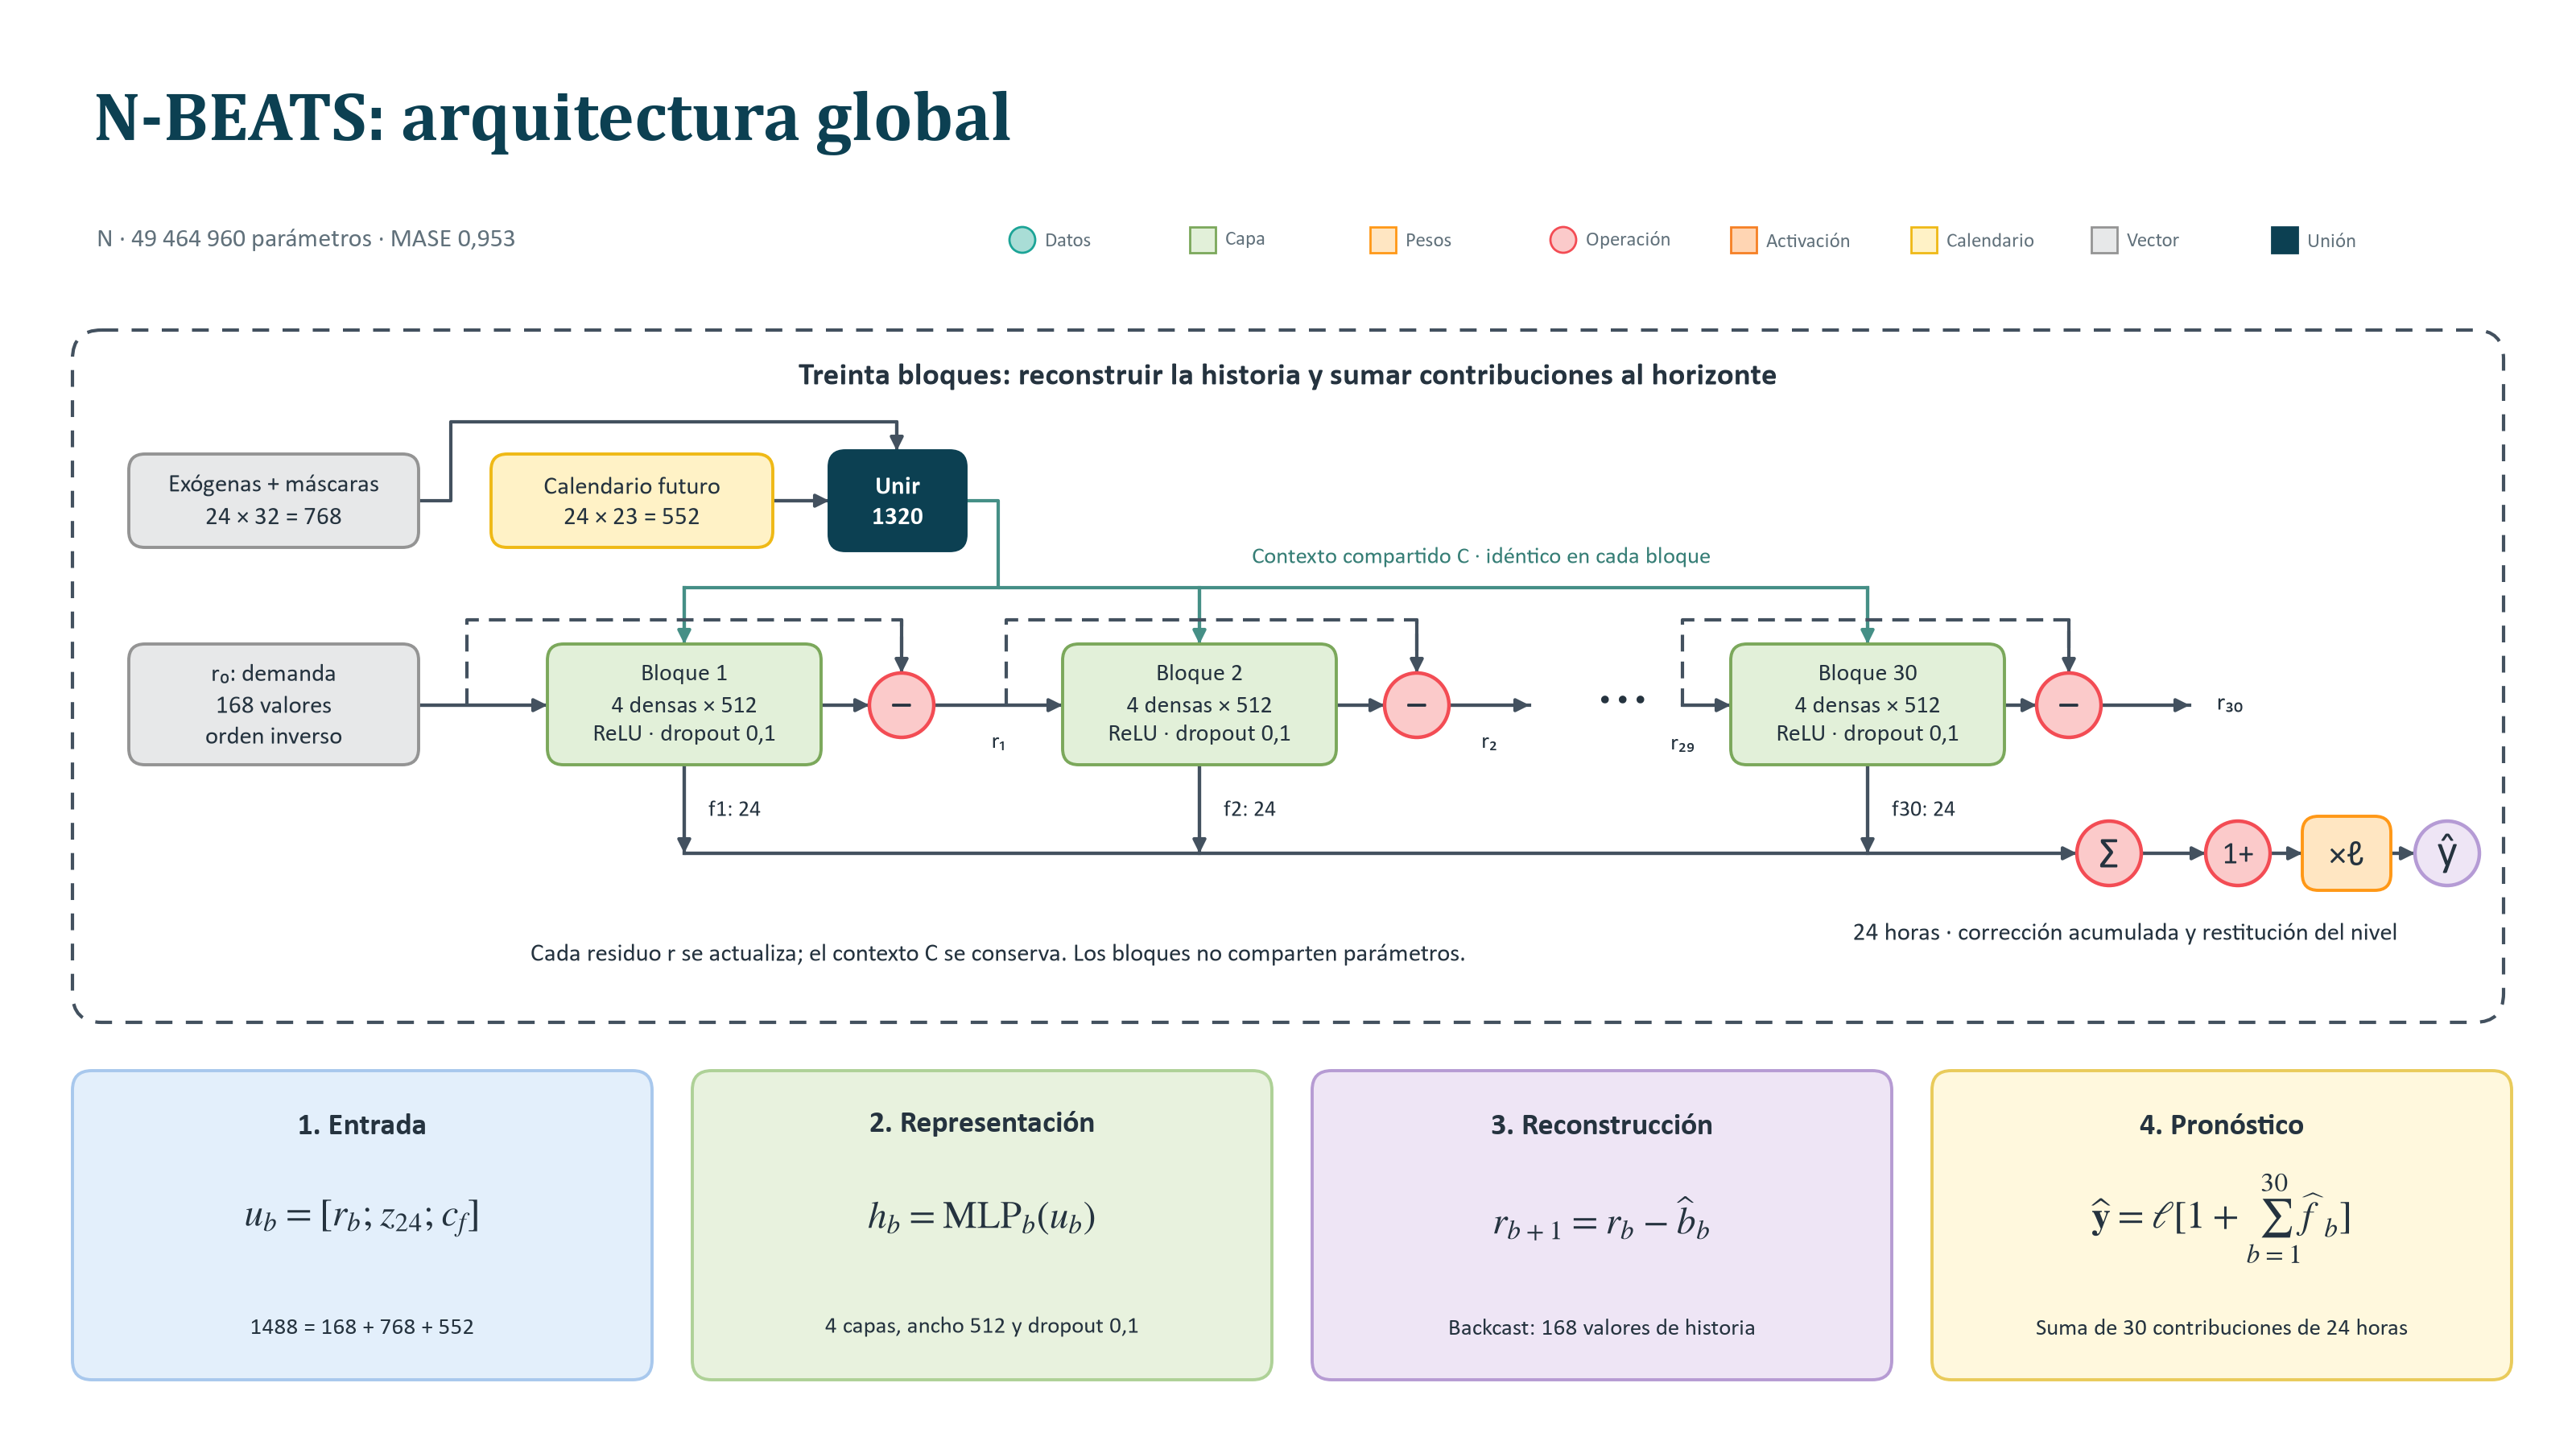 N-BEATS: arquitectura global
N · 49 464 960 parámetros · MASE 0,953
Datos
Capa
Pesos
Operación
Activación
Calendario
Vector
Unión
Treinta bloques: reconstruir la historia y sumar contribuciones al horizonte
Exógenas + máscaras
24 × 32 = 768
Calendario futuro
24 × 23 = 552
Unir
1320
Contexto compartido C · idéntico en cada bloque
r₀: demanda
168 valores
orden inverso
Bloque 1
4 densas × 512
ReLU · dropout 0,1
−
r₁
Bloque 2
4 densas × 512
ReLU · dropout 0,1
−
r₂
•••
r₂₉
Bloque 30
4 densas × 512
ReLU · dropout 0,1
−
r₃₀
f1: 24
f2: 24
f30: 24
Σ
1+
×ℓ
ŷ
24 horas · corrección acumulada y restitución del nivel
Cada residuo r se actualiza; el contexto C se conserva. Los bloques no comparten parámetros.
1. Entrada
u_b = [r_b; z_24; c_f]
1488 = 168 + 768 + 552
2. Representación
h_b = MLP_b(u_b)
4 capas, ancho 512 y dropout 0,1
3. Reconstrucción
r_{b+1} = r_b − b̂_b
Backcast: 168 valores de historia
4. Pronóstico
ŷ = ℓ[1 + ∑_{b=1}^{30} f̂_b]
Suma de 30 contribuciones de 24 horas